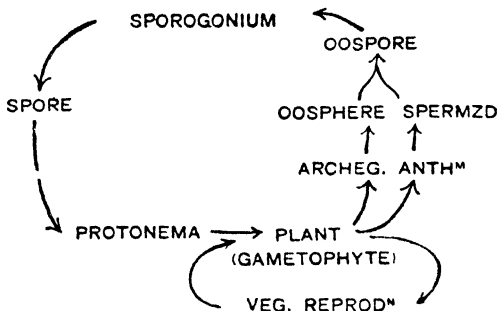 SPOROGONIUM
OOSPORE
SPORE
OOSPHERE SPERMZD
ARCHEG. ANTHᴹ
PROTONEMA PLANT
(GAMETOPHYTE)
VEG. REPRODᴺ